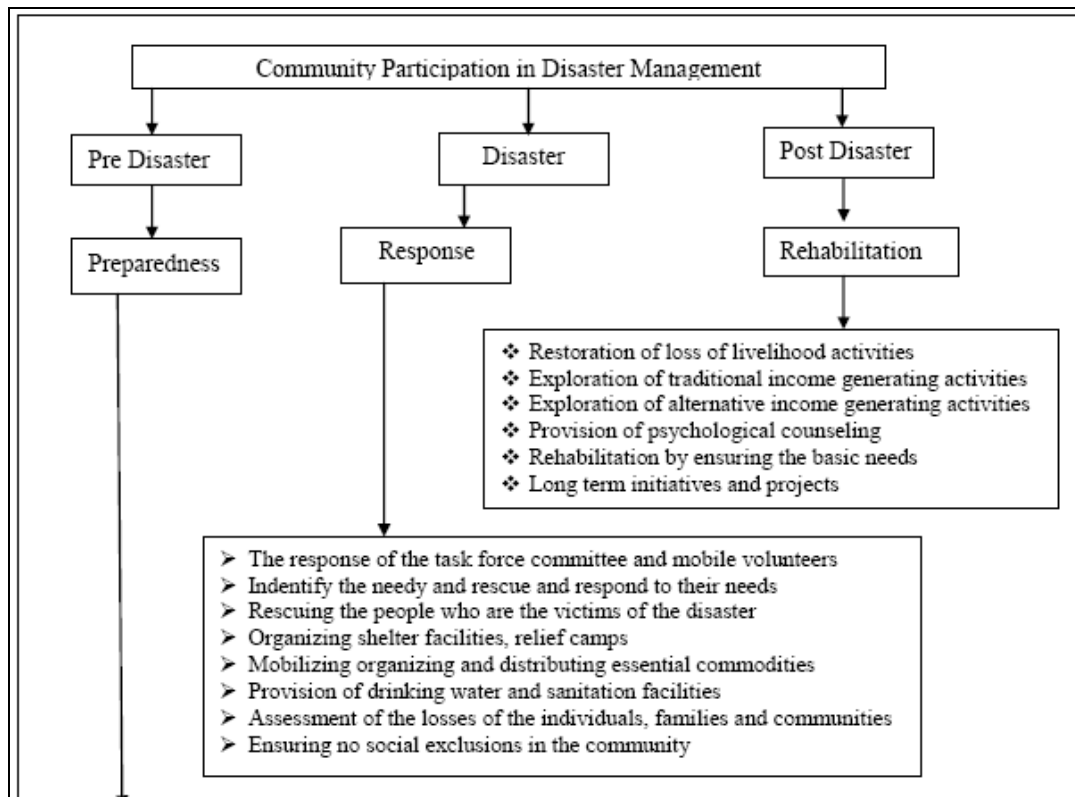 Community Participation in Disaster Management
Pre Disaster
Disaster
Post Disaster
Preparedness
Response
Rehabilitation
❖ Restoration of loss of livelihood activities
❖ Exploration of traditional income generating activities
❖ Exploration of alternative income generating activities
❖ Provision of psychological counseling
❖ Rehabilitation by ensuring the basic needs
❖ Long term initiatives and projects
➢ The response of the task force committee and mobile volunteers
➢ Indentify the needy and rescue and respond to their needs
➢ Rescuing the people who are the victims of the disaster
➢ Organizing shelter facilities, relief camps
➢ Mobilizing organizing and distributing essential commodities
➢ Provision of drinking water and sanitation facilities
➢ Assessment of the losses of the individuals, families and communities
➢ Ensuring no social exclusions in the community